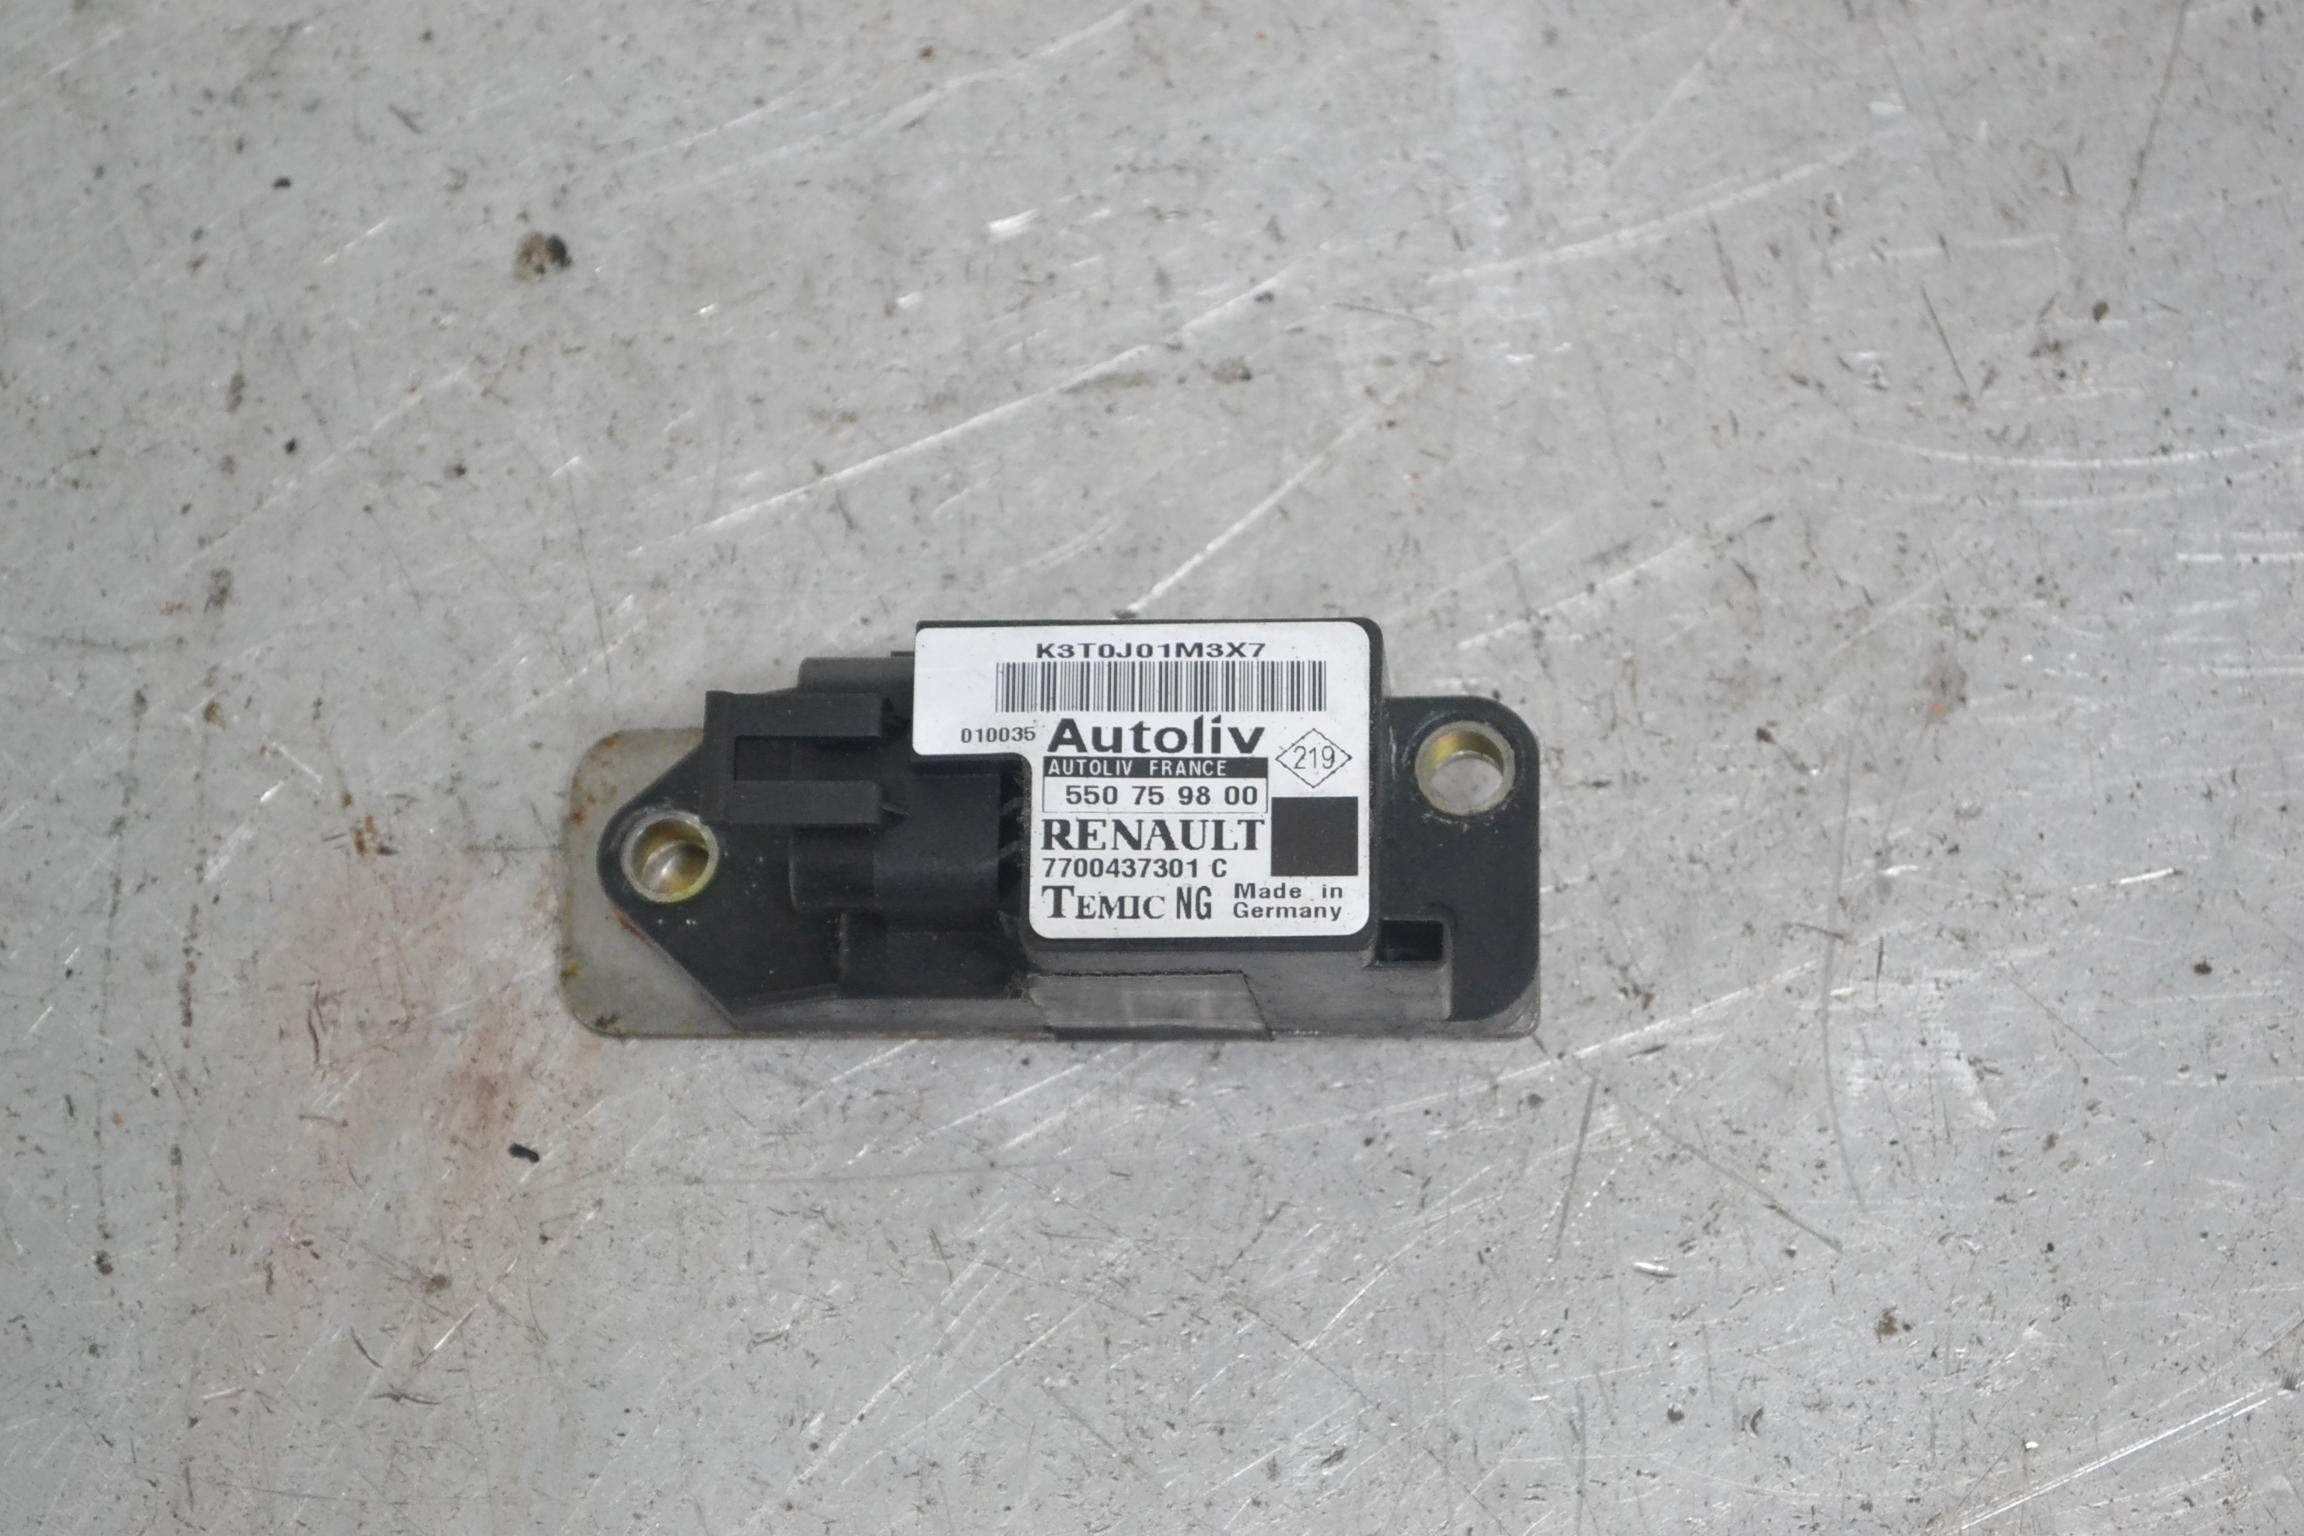 K3T0J01M3X7
010035 Autoliv
219
AUTOLIV FRANCE
550 75 98 00
RENAULT
7700437301 C
TEMIC NG Made in
Germany